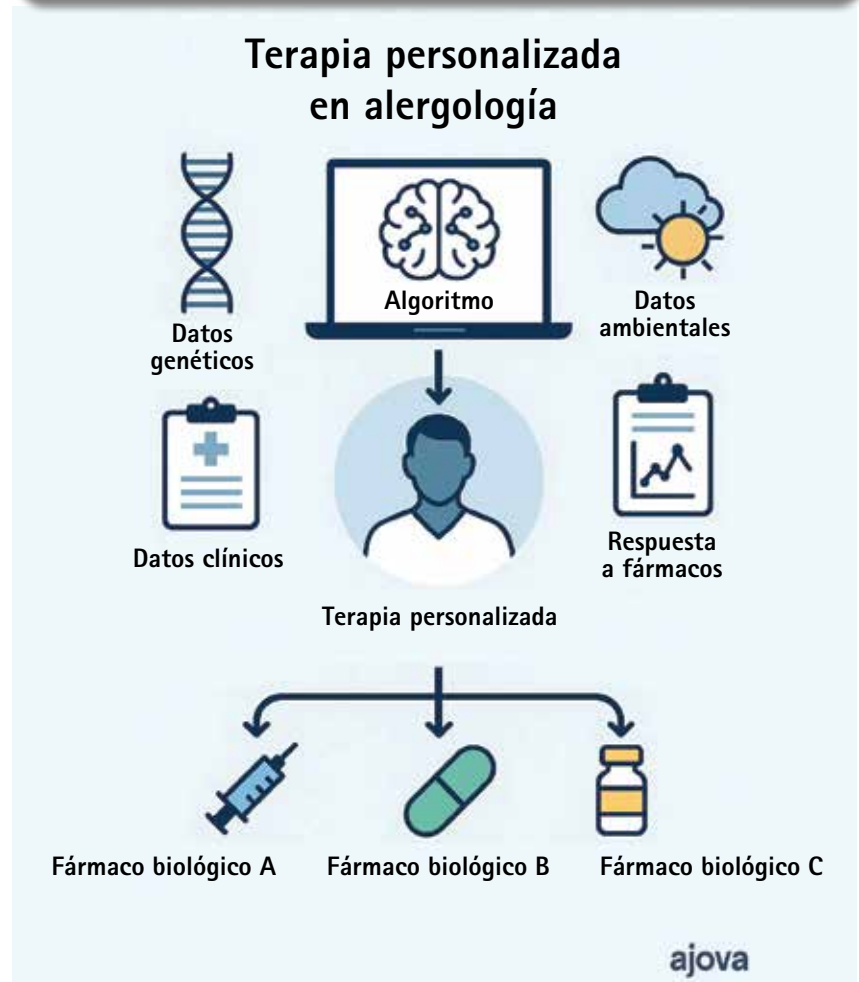 Terapia personalizada
en alergología
Algoritmo
Datos
genéticos
Datos
ambientales
Datos clínicos
Respuesta
a fármacos
Terapia personalizada
Fármaco biológico A
Fármaco biológico B
Fármaco biológico C
ajova